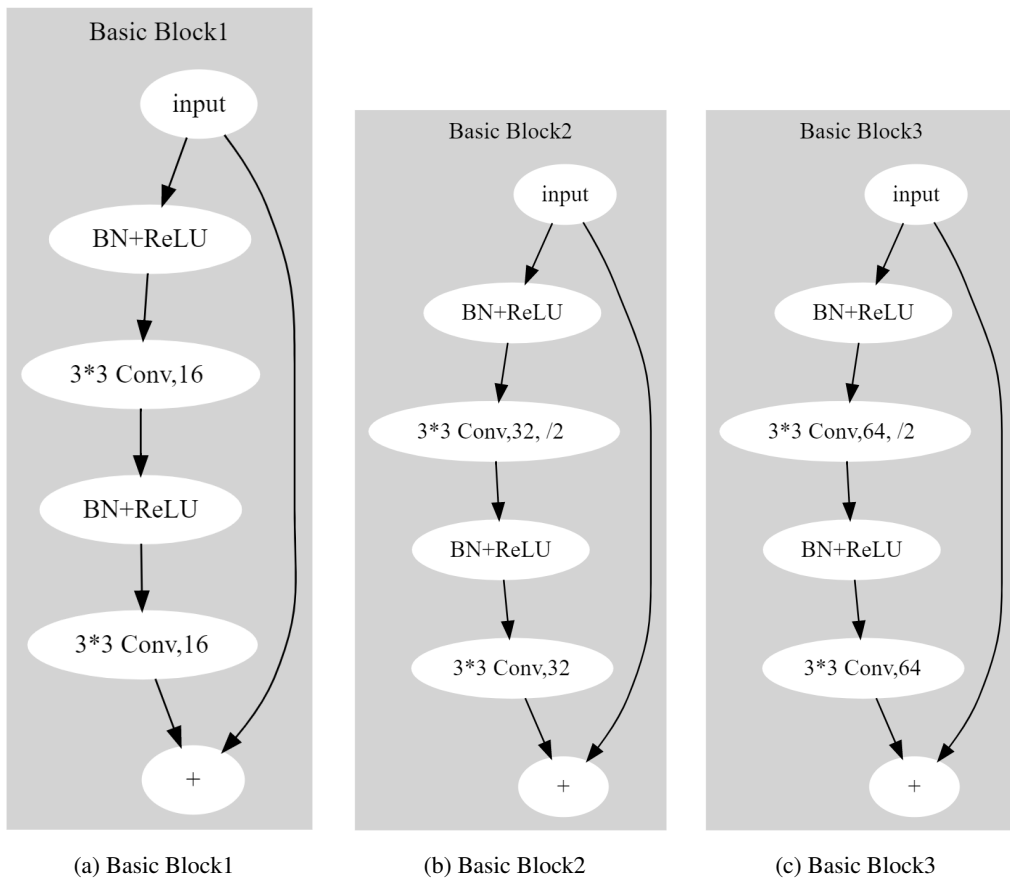 Basic Block1
input
BN+ReLU
3*3 Conv,16
BN+ReLU
3*3 Conv,16
+
(a) Basic Block1
Basic Block2
input
BN+ReLU
3*3 Conv,32, /2
BN+ReLU
3*3 Conv,32
+
(b) Basic Block2
Basic Block3
input
BN+ReLU
3*3 Conv,64, /2
BN+ReLU
3*3 Conv,64
+
(c) Basic Block3